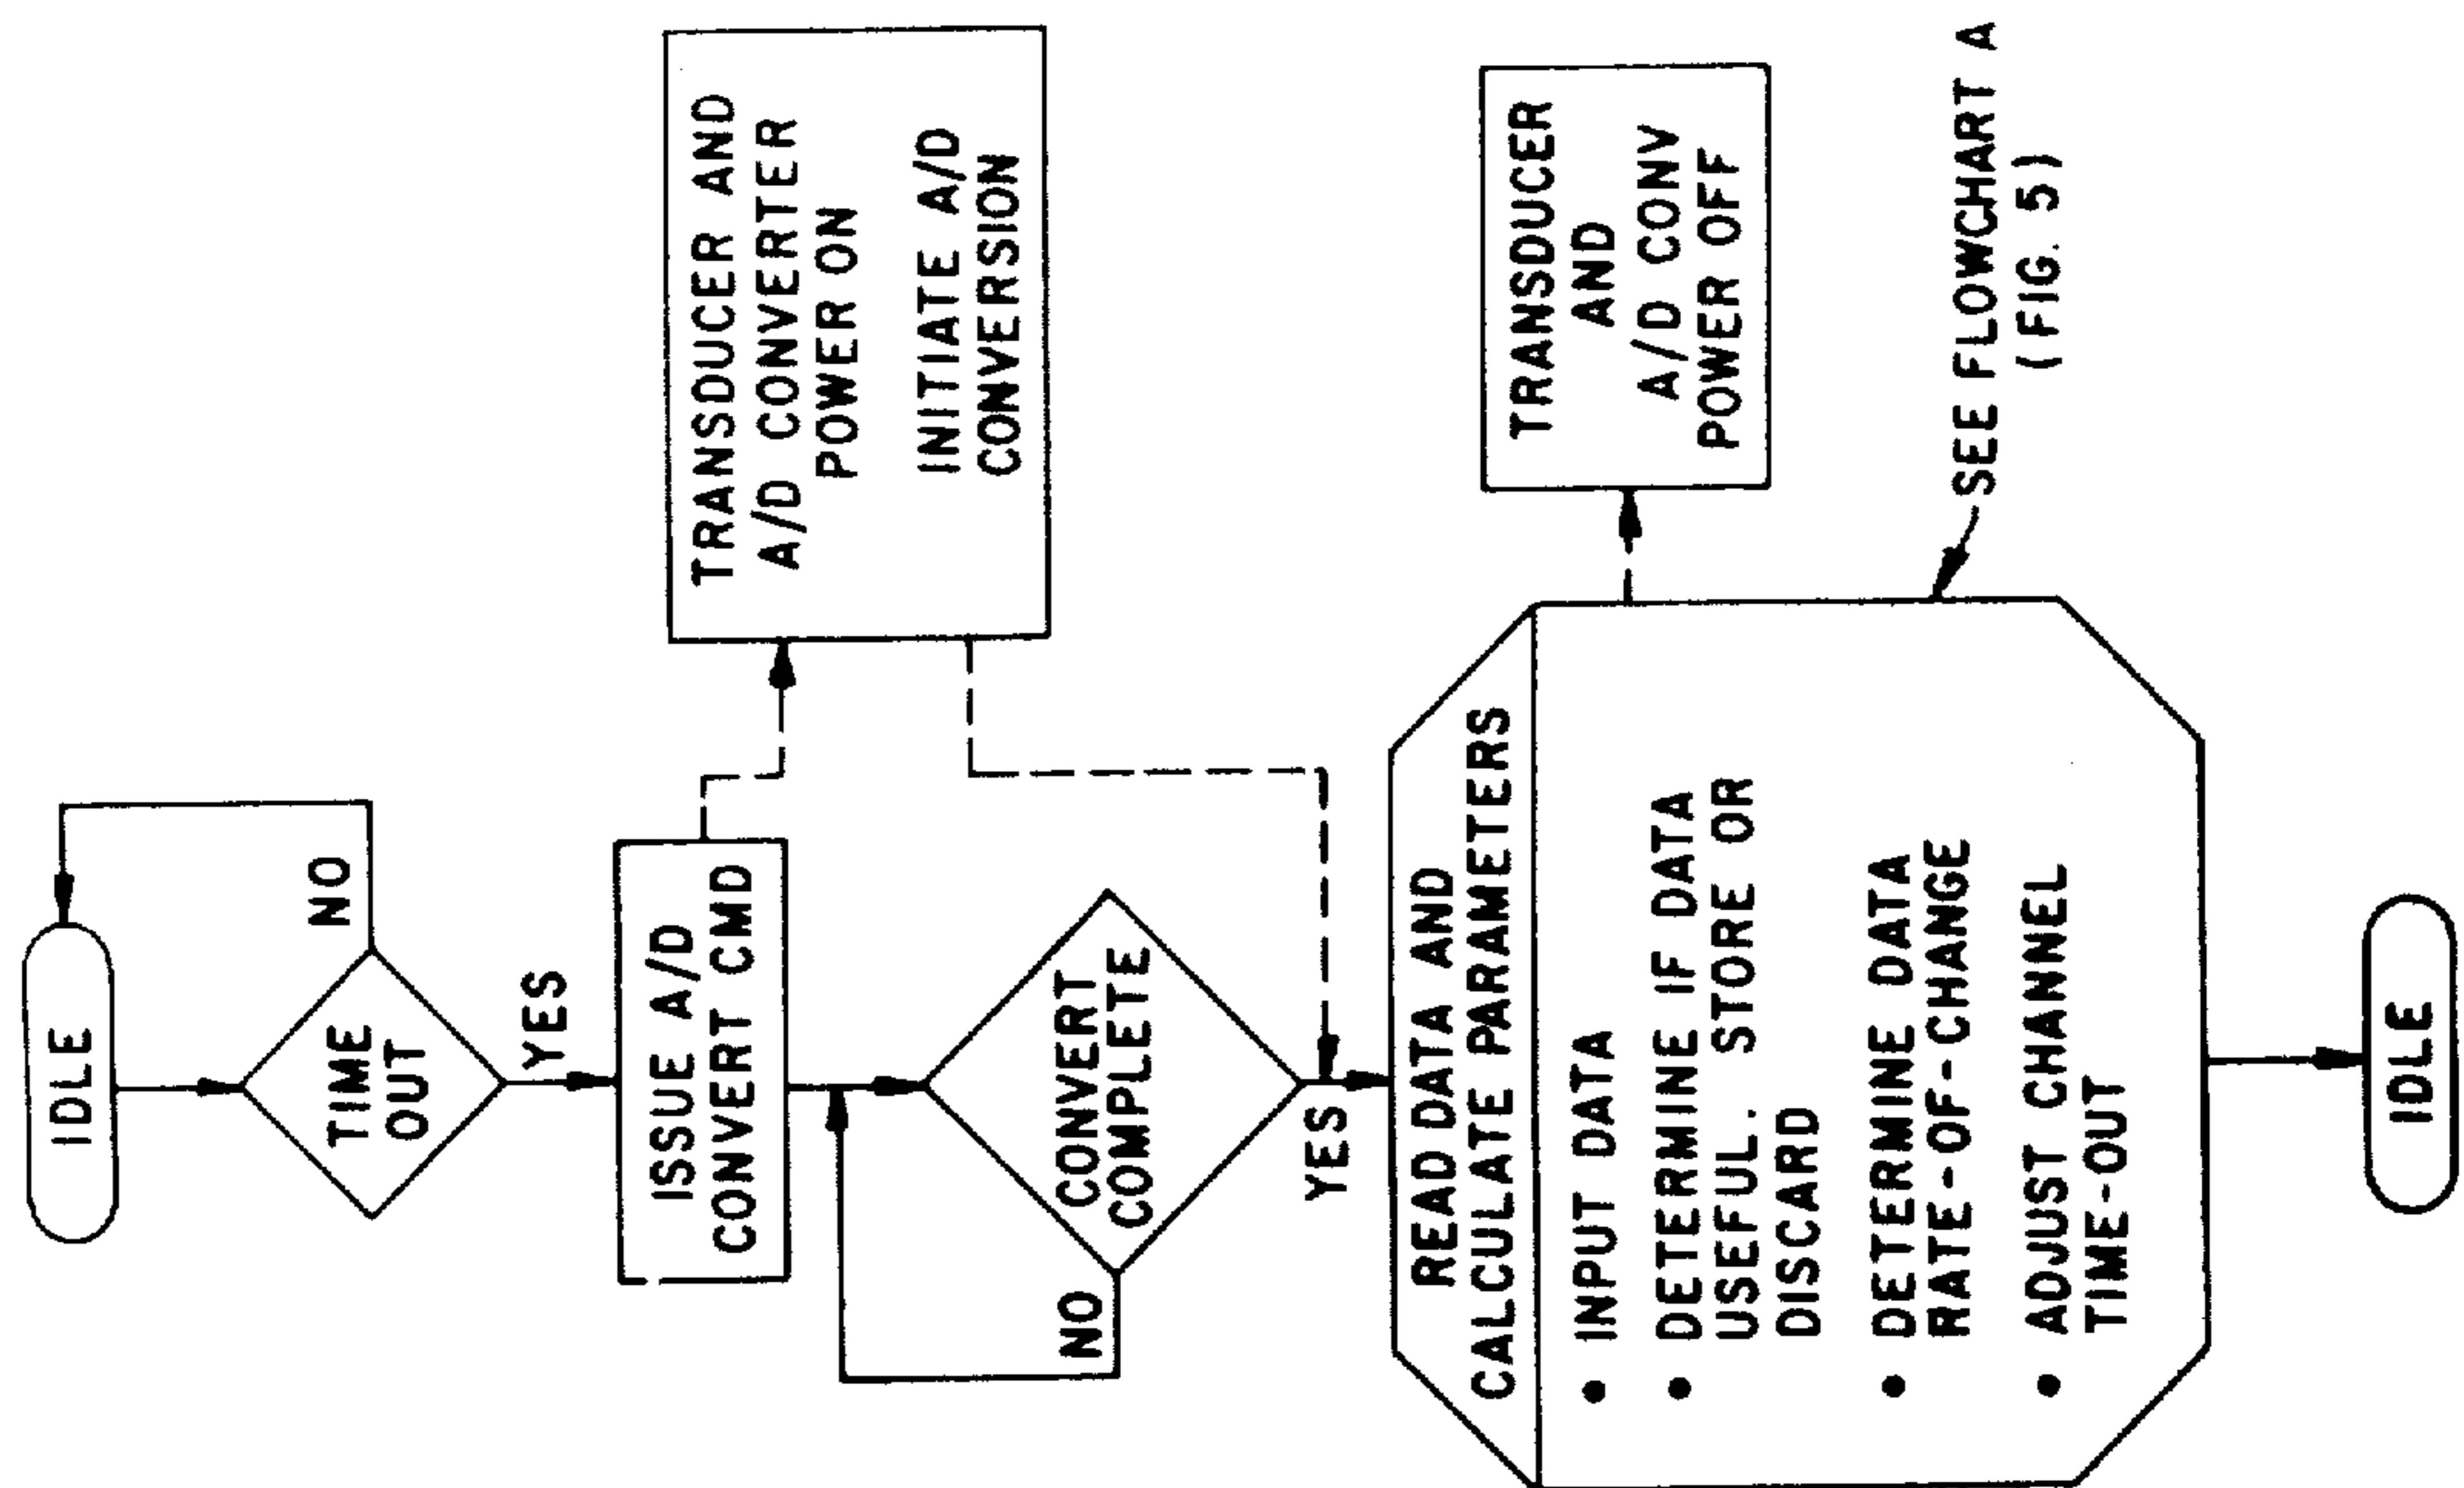 IDLE
TIME
OUT
NO
YES
ISSUE A/D
CONVERT CMD
TRANSDUCER AND
A/D CONVERTER
POWER ON
INITIATE A/D
CONVERSION
CONVERT
COMPLETE
NO
YES
READ DATA AND
CALCULATE PARAMETERS
• INPUT DATA
• DETERMINE IF DATA
USEFUL. STORE OR
DISCARD
• DETERMINE DATA
RATE-OF-CHANGE
• ADJUST CHANNEL
TIME-OUT
TRANSDUCER
AND
A/D CONV
POWER OFF
SEE FLOWCHART A
(FIG. 5)
IDLE